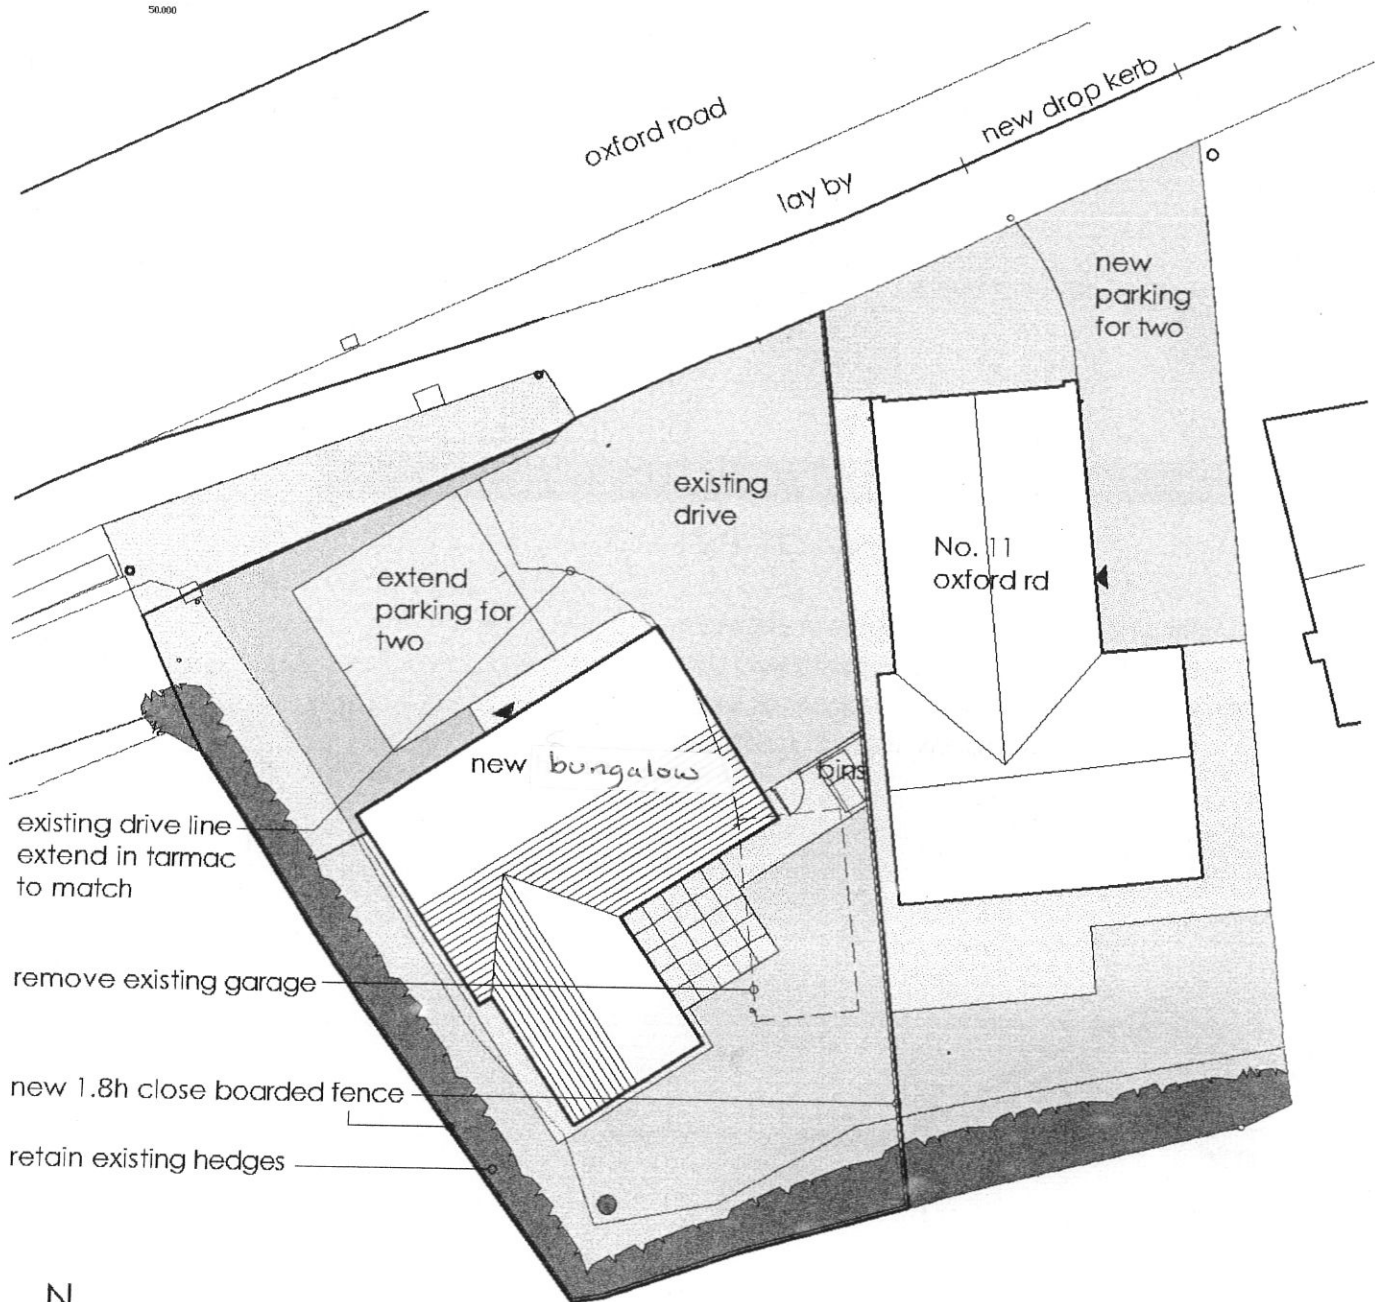 50.000
oxford road
new drop kerb
lay by
new
parking
for two
existing
drive
No. 11
oxford rd
extend
parking for
two
new bungalow
bins
existing drive line
extend in tarmac
to match
remove existing garage
new 1.8h close boarded fence
retain existing hedges
N